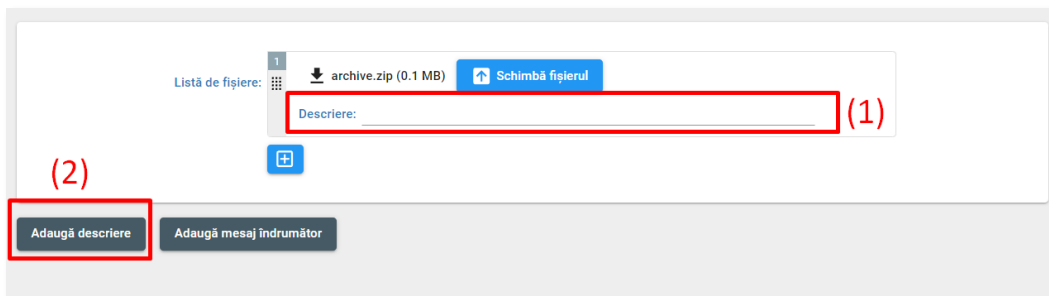 1
Listă de fișiere:
archive.zip (0.1 MB)
Schimbă fișierul
Descriere:
(1)
(2)
Adaugă descriere
Adaugă mesaj îndrumător